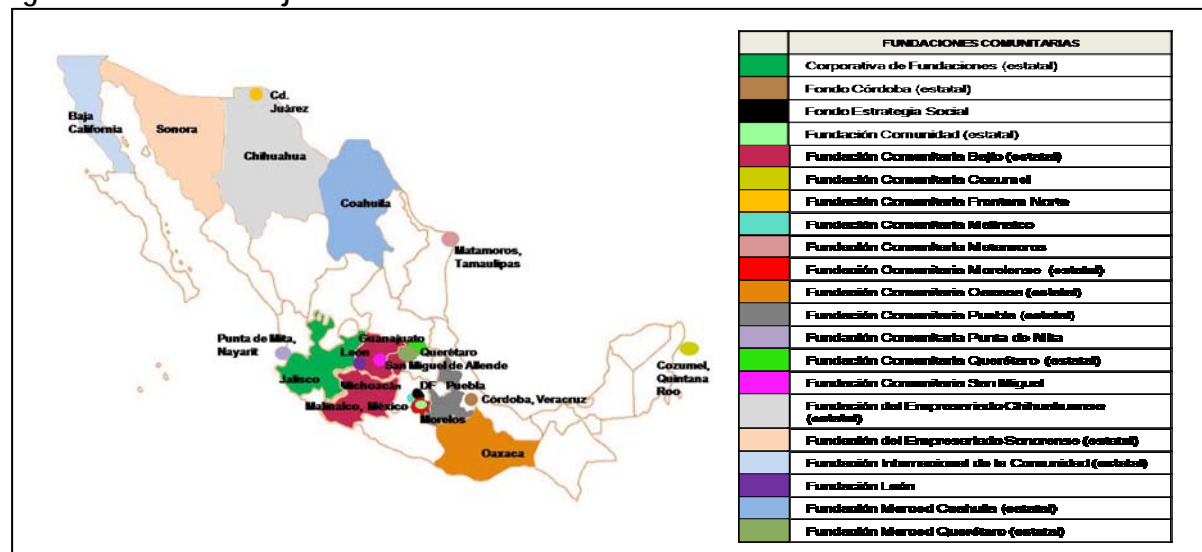 Cd.
Juárez
Baja
California
Sonora
Chihuahua
Coahuila
Matamoros,
Tamaulipas
Punta de Mita,
Nayarit
Guanajuato
León
Querétaro
San Miguel de Allende
Jalisco
Michoacán
DF Puebla
Malinalco, México
Córdoba, Veracruz
Morelos
Oaxaca
Cozumel,
Quintana
Roo
FUNDACIONES COMUNITARIAS
Corporativa de Fundaciones (estatal)
Fondo Córdoba (estatal)
Fondo Estrategia Social
Fundación Comunidad (estatal)
Fundación Comunitaria Bajío (estatal)
Fundación Comunitaria Cozumel
Fundación Comunitaria Frontera Norte
Fundación Comunitaria Malinalco
Fundación Comunitaria Matamoros
Fundación Comunitaria Morelense (estatal)
Fundación Comunitaria Oaxaca (estatal)
Fundación Comunitaria Puebla (estatal)
Fundación Comunitaria Punta de Mita
Fundación Comunitaria Querétaro (estatal)
Fundación Comunitaria San Miguel
Fundación del Empresariado Chihuahuense
(estatal)
Fundación del Empresariado Sonorense (estatal)
Fundación Internacional de la Comunidad (estatal)
Fundación León
Fundación Merced Coahuila (estatal)
Fundación Merced Querétaro (estatal)